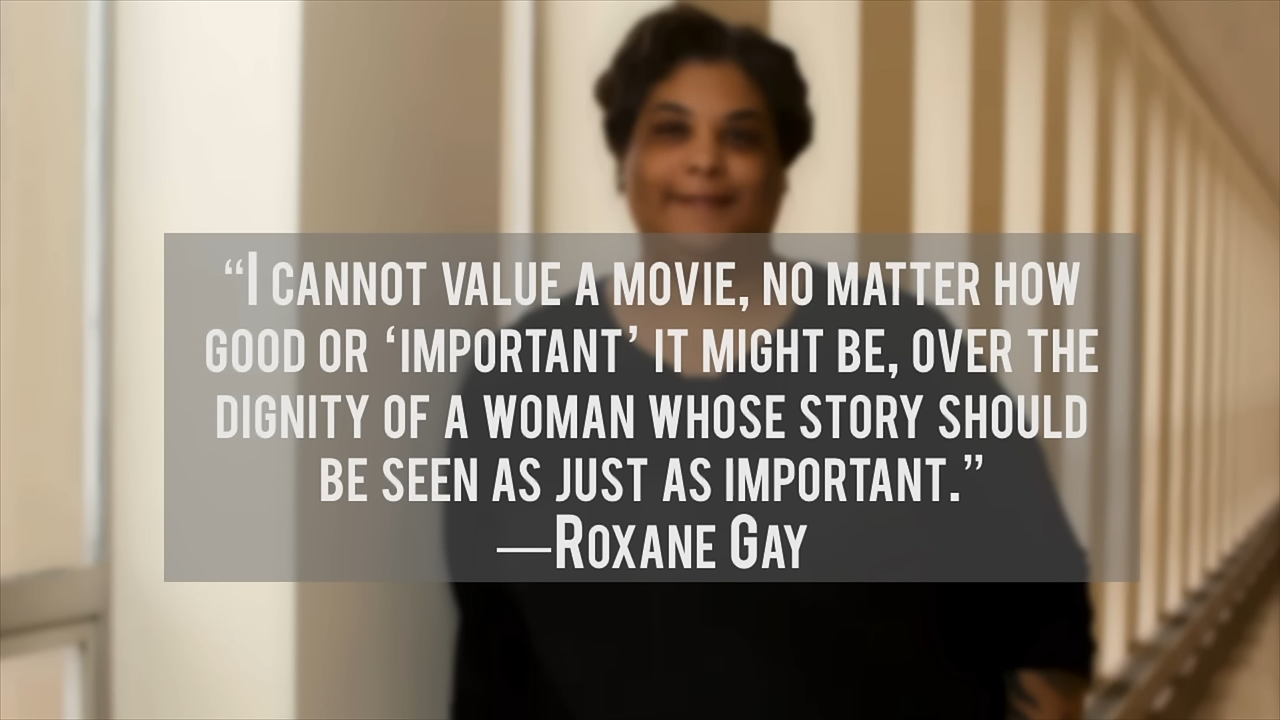 “I CANNOT VALUE A MOVIE, NO MATTER HOW
GOOD OR ‘IMPORTANT’ IT MIGHT BE, OVER THE
DIGNITY OF A WOMAN WHOSE STORY SHOULD
BE SEEN AS JUST AS IMPORTANT.”
—ROXANE GAY